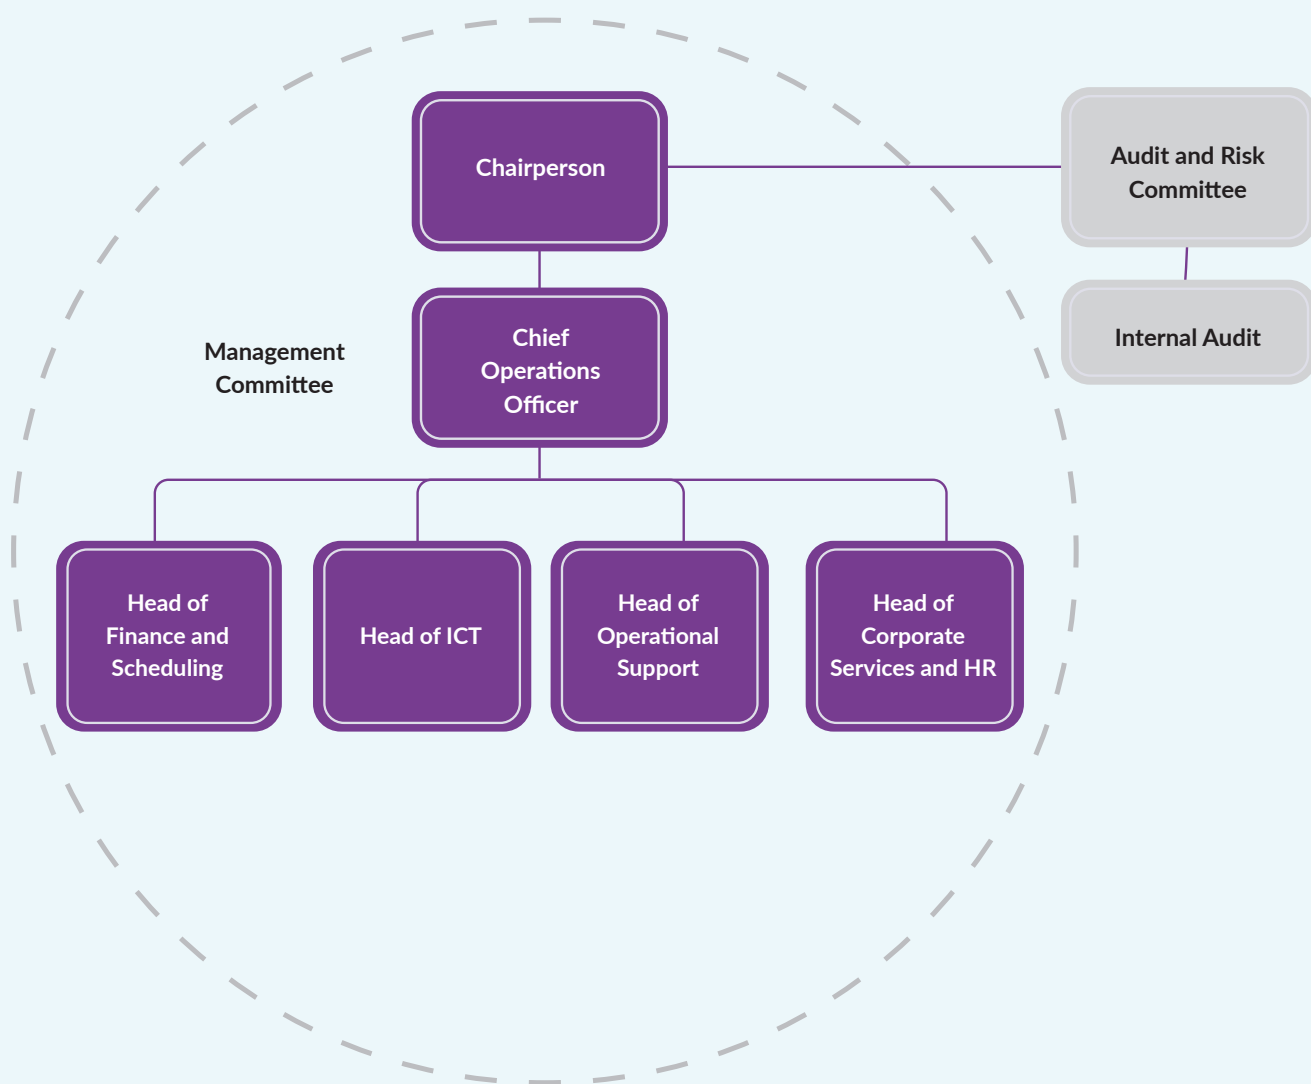 Chairperson
Audit and Risk
Committee
Internal Audit
Management
Committee
Chief
Operations
Officer
Head of
Finance and
Scheduling
Head of ICT
Head of
Operational
Support
Head of
Corporate
Services and HR